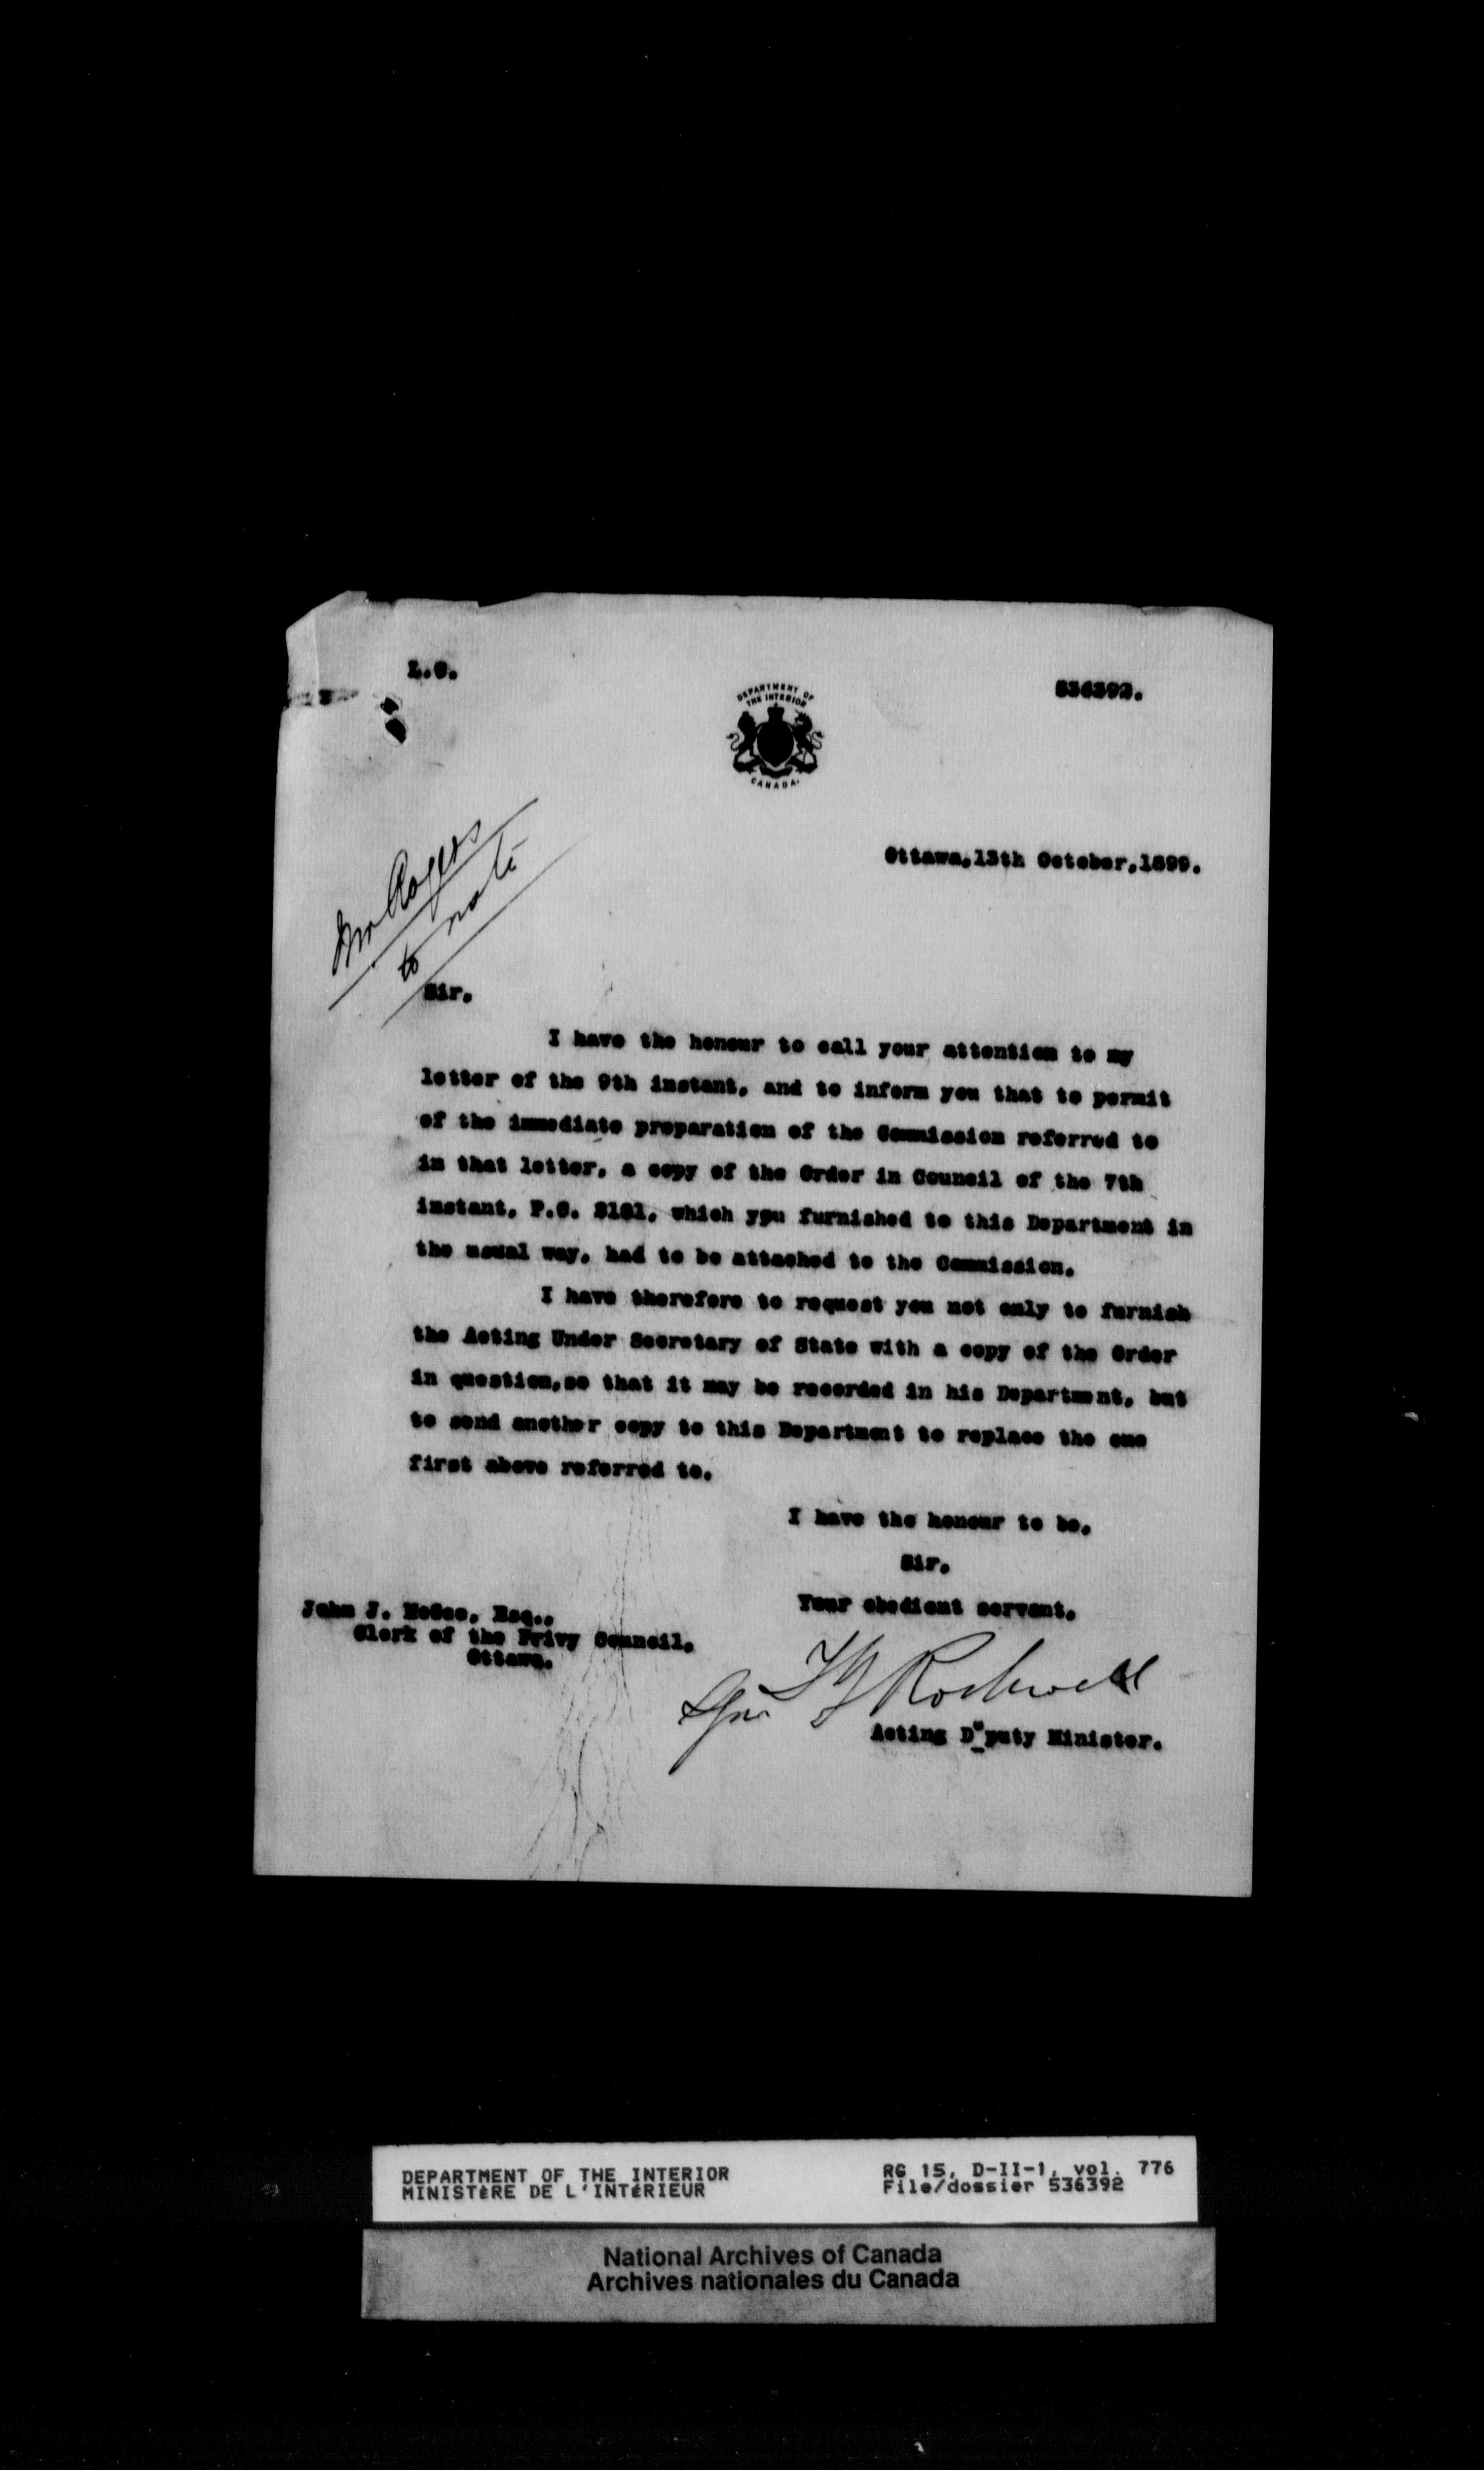 L.C.
536392.
DEPARTMENT OF
THE INTERIOR
CANADA.
Mr Rogers
to note
Ottawa, 13th October, 1899.
Sir,
I have the honour to call your attention to my
letter of the 9th instant, and to inform you that to permit
of the immediate preparation of the Commission referred to
in that letter, a copy of the Order in Council of the 7th
instant, P.C. 2181, which you furnished to this Department in
the usual way, had to be attached to the Commission.
I have therefore to request you not only to furnish
the Acting Under Secretary of State with a copy of the Order
in question, so that it may be recorded in his Department, but
to send another copy to this Department to replace the one
first above referred to.
I have the honour to be,
Sir,
Your obedient servant,
John J. McGee, Esq.,
Clerk of the Privy Council,
Ottawa.
Rothwell
Acting Deputy Minister.
DEPARTMENT OF THE INTERIOR
MINISTÈRE DE L'INTÉRIEUR
RG 15, D-II-1, vol. 776
File/dossier 536392
National Archives of Canada
Archives nationales du Canada